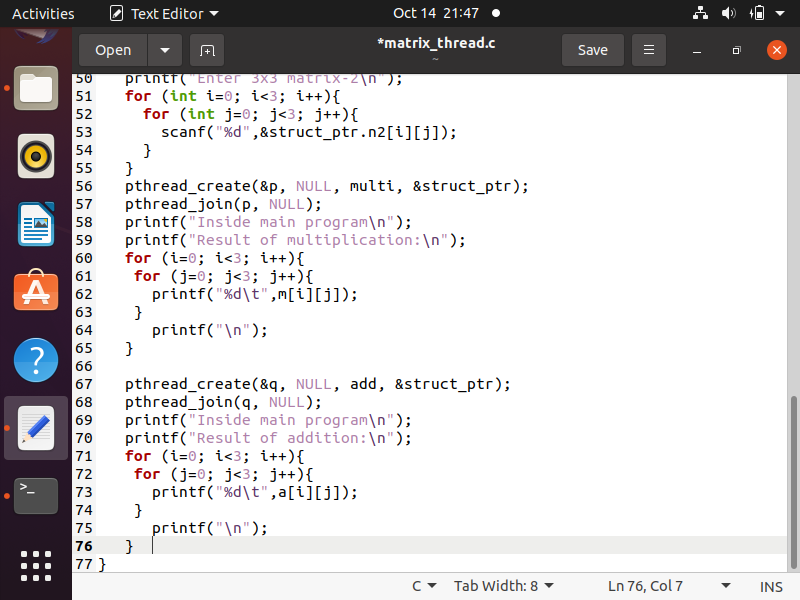 Activities Text Editor Oct 14 21:47
Open *matrix_thread.c Save
~
50 printf("Enter 3x3 matrix-2\n");
51 for (int i=0; i<3; i++){
52 for (int j=0; j<3; j++){
53 scanf("%d",&struct_ptr.n2[i][j]);
54 }
55 }
56 pthread_create(&p, NULL, multi, &struct_ptr);
57 pthread_join(p, NULL);
58 printf("Inside main program\n");
59 printf("Result of multiplication:\n");
60 for (i=0; i<3; i++){
61 for (j=0; j<3; j++){
62 printf("%d\t",m[i][j]);
63 }
64 printf("\n");
65 }
66
67 pthread_create(&q, NULL, add, &struct_ptr);
68 pthread_join(q, NULL);
69 printf("Inside main program\n");
70 printf("Result of addition:\n");
71 for (i=0; i<3; i++){
72 for (j=0; j<3; j++){
73 printf("%d\t",a[i][j]);
74 }
75 printf("\n");
76 }
77 }
C Tab Width: 8 Ln 76, Col 7 INS